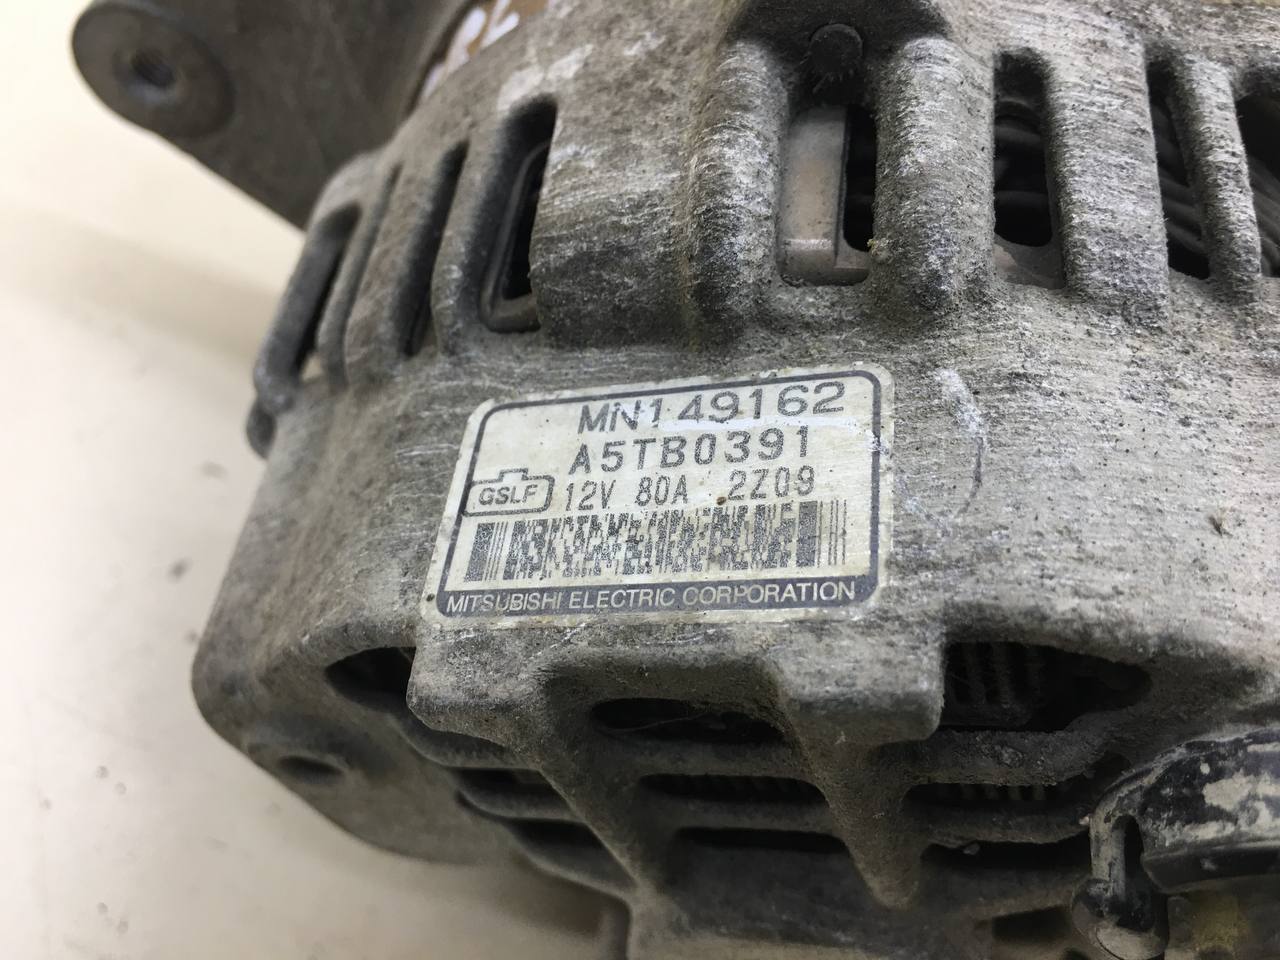 MN149162
A5TB0391
GSLF 12V 80A 2Z09
MITSUBISHI ELECTRIC CORPORATION